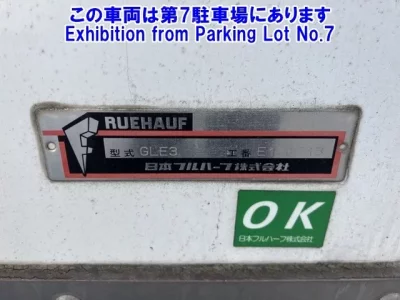 この車両は第7駐車場にあります
Exhibition from Parking Lot No.7
FRUEHAUF
型式 GLE3 工番
日本フルハーフ株式会社
OK
日本フルハーフ株式会社